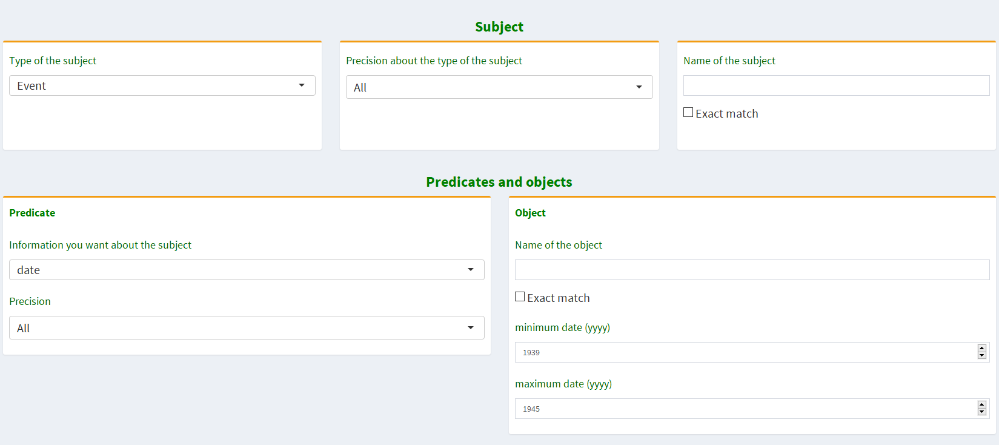 Subject
Type of the subject
Event
Precision about the type of the subject
All
Name of the subject
Exact match
Predicates and objects
Predicate
Information you want about the subject
date
Precision
All
Object
Name of the object
Exact match
minimum date (yyyy)
1939
maximum date (yyyy)
1945